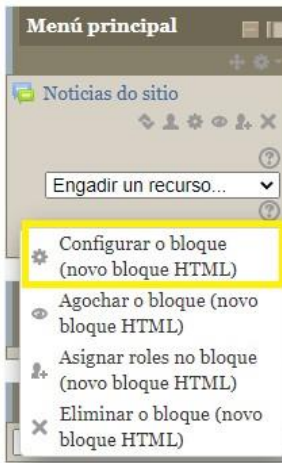 Menú principal
Noticias do sitio
Engadir un recurso...
Configurar o bloque
(novo bloque HTML)
Agochar o bloque (novo
bloque HTML)
Asignar roles no bloque
(novo bloque HTML)
Eliminar o bloque (novo
bloque HTML)